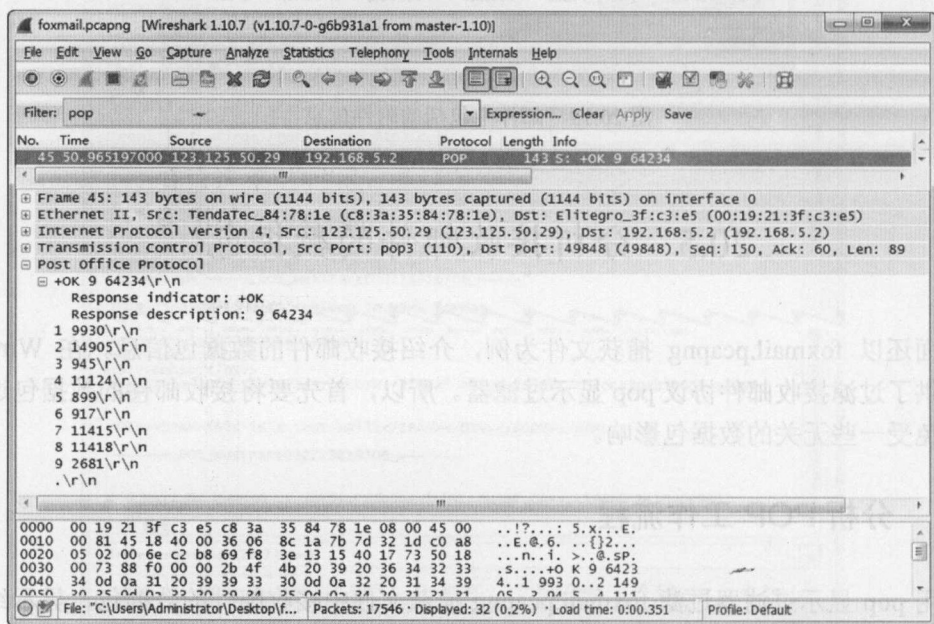 foxmail.pcapng [Wireshark 1.10.7 (v1.10.7-0-g6b931a1 from master-1.10)]
File Edit View Go Capture Analyze Statistics Telephony Tools Internals Help
Filter: pop Expression... Clear Apply Save
No. Time Source Destination Protocol Length Info
45 50.965197000 123.125.50.29 192.168.5.2 POP 143 S: +OK 9 64234
Frame 45: 143 bytes on wire (1144 bits), 143 bytes captured (1144 bits) on interface 0
Ethernet II, Src: TendaTec_84:78:1e (c8:3a:35:84:78:1e), Dst: Elitegro_3f:c3:e5 (00:19:21:3f:c3:e5)
Internet Protocol Version 4, Src: 123.125.50.29 (123.125.50.29), Dst: 192.168.5.2 (192.168.5.2)
Transmission Control Protocol, Src Port: pop3 (110), Dst Port: 49848 (49848), Seq: 150, Ack: 60, Len: 89
Post Office Protocol
+OK 9 64234\r\n
Response indicator: +OK
Response description: 9 64234
1 9930\r\n
2 14905\r\n
3 945\r\n
4 11124\r\n
5 899\r\n
6 917\r\n
7 11415\r\n
8 11418\r\n
9 2681\r\n
.\r\n
0000 00 19 21 3f c3 e5 c8 3a 35 84 78 1e 08 00 45 00 ..!?...: 5.x...E.
0010 00 81 45 18 40 00 36 06 8c 1a 7b 7d 32 1d c0 a8 ..E.@.6. ..{}2...
0020 05 02 00 6e c2 b8 69 f8 3e 13 15 40 17 73 50 18 ...n..i. >..@.sP.
0030 00 73 88 f0 00 00 2b 4f 4b 20 39 20 36 34 32 33 .s....+O K 9 6423
0040 34 0d 0a 31 20 39 39 33 30 0d 0a 32 20 31 34 39 4..1 993 0..2 149
File: "C:\Users\Administrator\Desktop\f... Packets: 17546 · Displayed: 32 (0.2%) · Load time: 0:00.351 Profile: Default